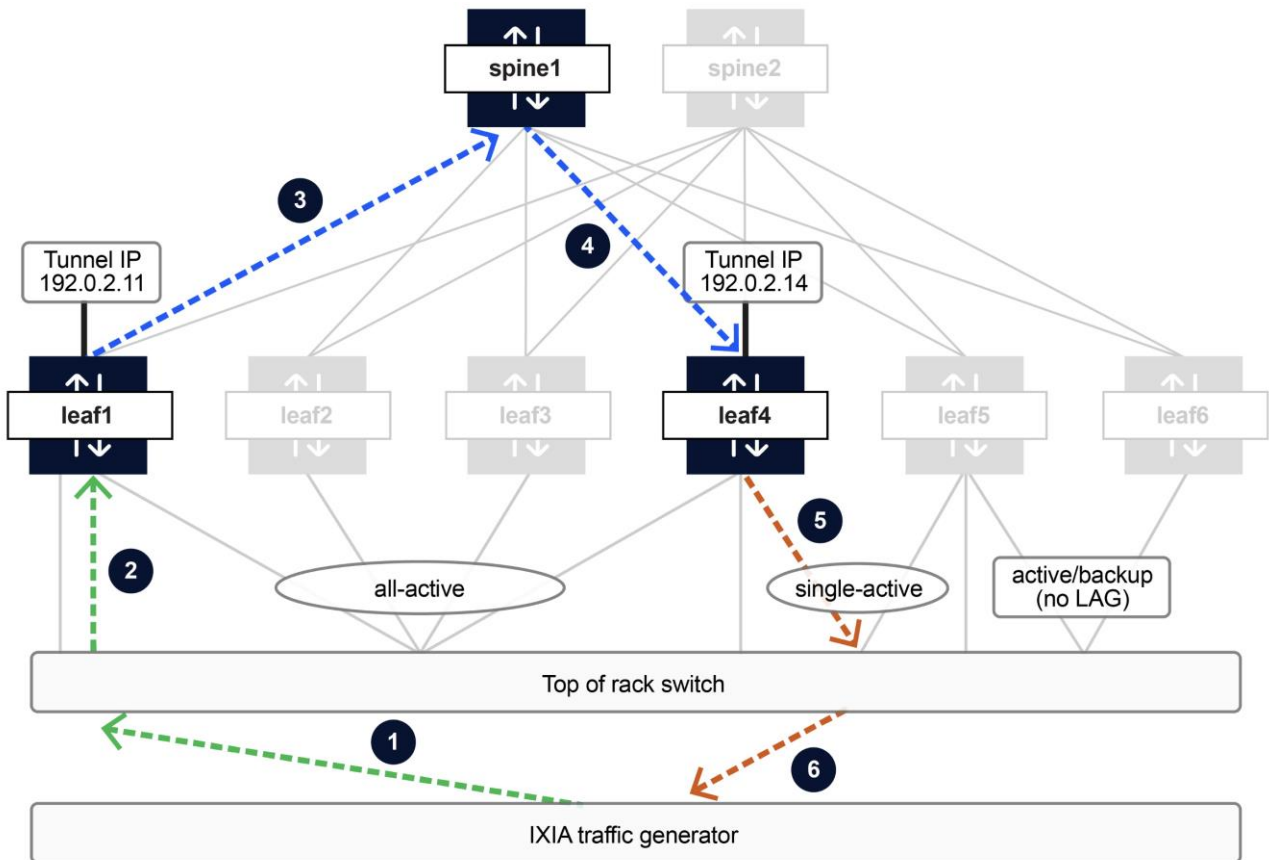 spine1
spine2
3
4
Tunnel IP
192.0.2.11
Tunnel IP
192.0.2.14
leaf1
leaf2
leaf3
leaf4
leaf5
leaf6
2
5
all-active
single-active
active/backup
(no LAG)
Top of rack switch
1
6
IXIA traffic generator